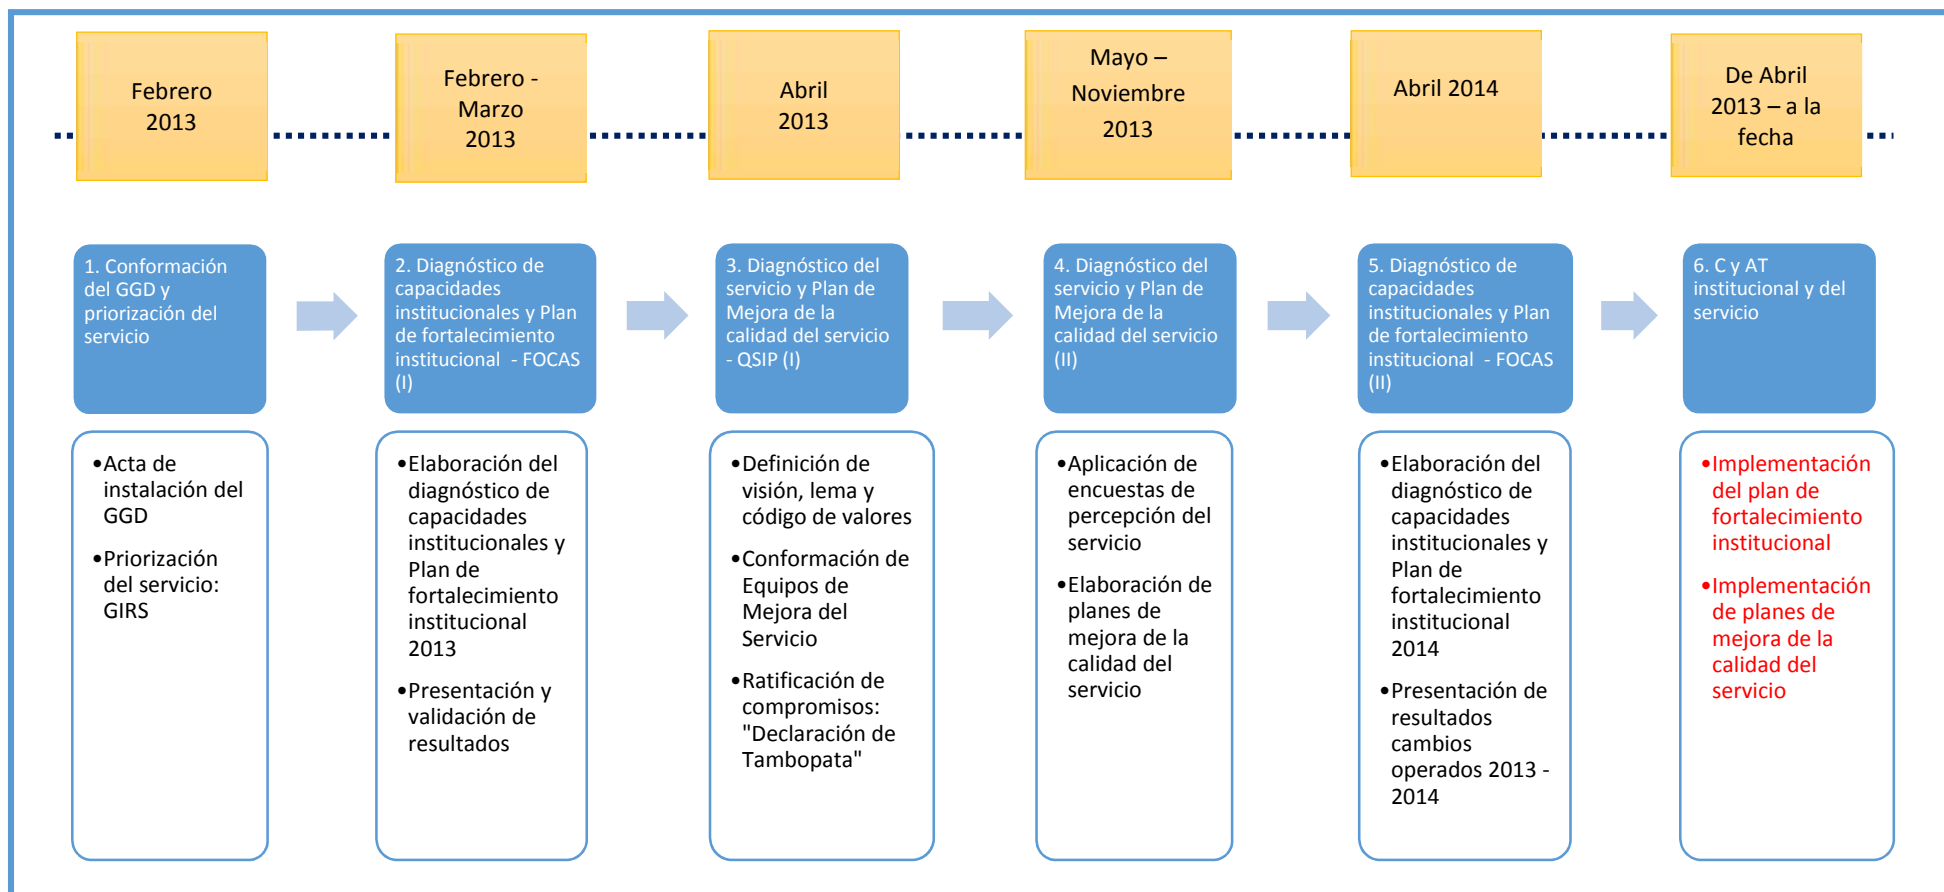 Febrero
2013
Febrero -
Marzo
2013
Abril
2013
Mayo –
Noviembre
2013
Abril 2014
De Abril
2013 – a la
fecha
1. Conformación
del GGD y
priorización del
servicio
2. Diagnóstico de
capacidades
institucionales y Plan
de fortalecimiento
institucional - FOCAS
(I)
3. Diagnóstico del
servicio y Plan de
Mejora de la
calidad del servicio
- QSIP (I)
4. Diagnóstico del
servicio y Plan de
Mejora de la
calidad del servicio
(II)
5. Diagnóstico de
capacidades
institucionales y Plan
de fortalecimiento
institucional - FOCAS
(II)
6. C y AT
institucional y del
servicio
•Acta de
instalación del
GGD
•Priorización
del servicio:
GIRS
•Elaboración del
diagnóstico de
capacidades
institucionales y
Plan de
fortalecimiento
institucional
2013
•Presentación y
validación de
resultados
•Definición de
visión, lema y
código de valores
•Conformación de
Equipos de
Mejora del
Servicio
•Ratificación de
compromisos:
"Declaración de
Tambopata"
•Aplicación de
encuestas de
percepción del
servicio
•Elaboración de
planes de
mejora de la
calidad del
servicio
•Elaboración del
diagnóstico de
capacidades
institucionales y
Plan de
fortalecimiento
institucional
2014
•Presentación de
resultados
cambios
operados 2013 -
2014
•Implementación
del plan de
fortalecimiento
institucional
•Implementación
de planes de
mejora de la
calidad del
servicio